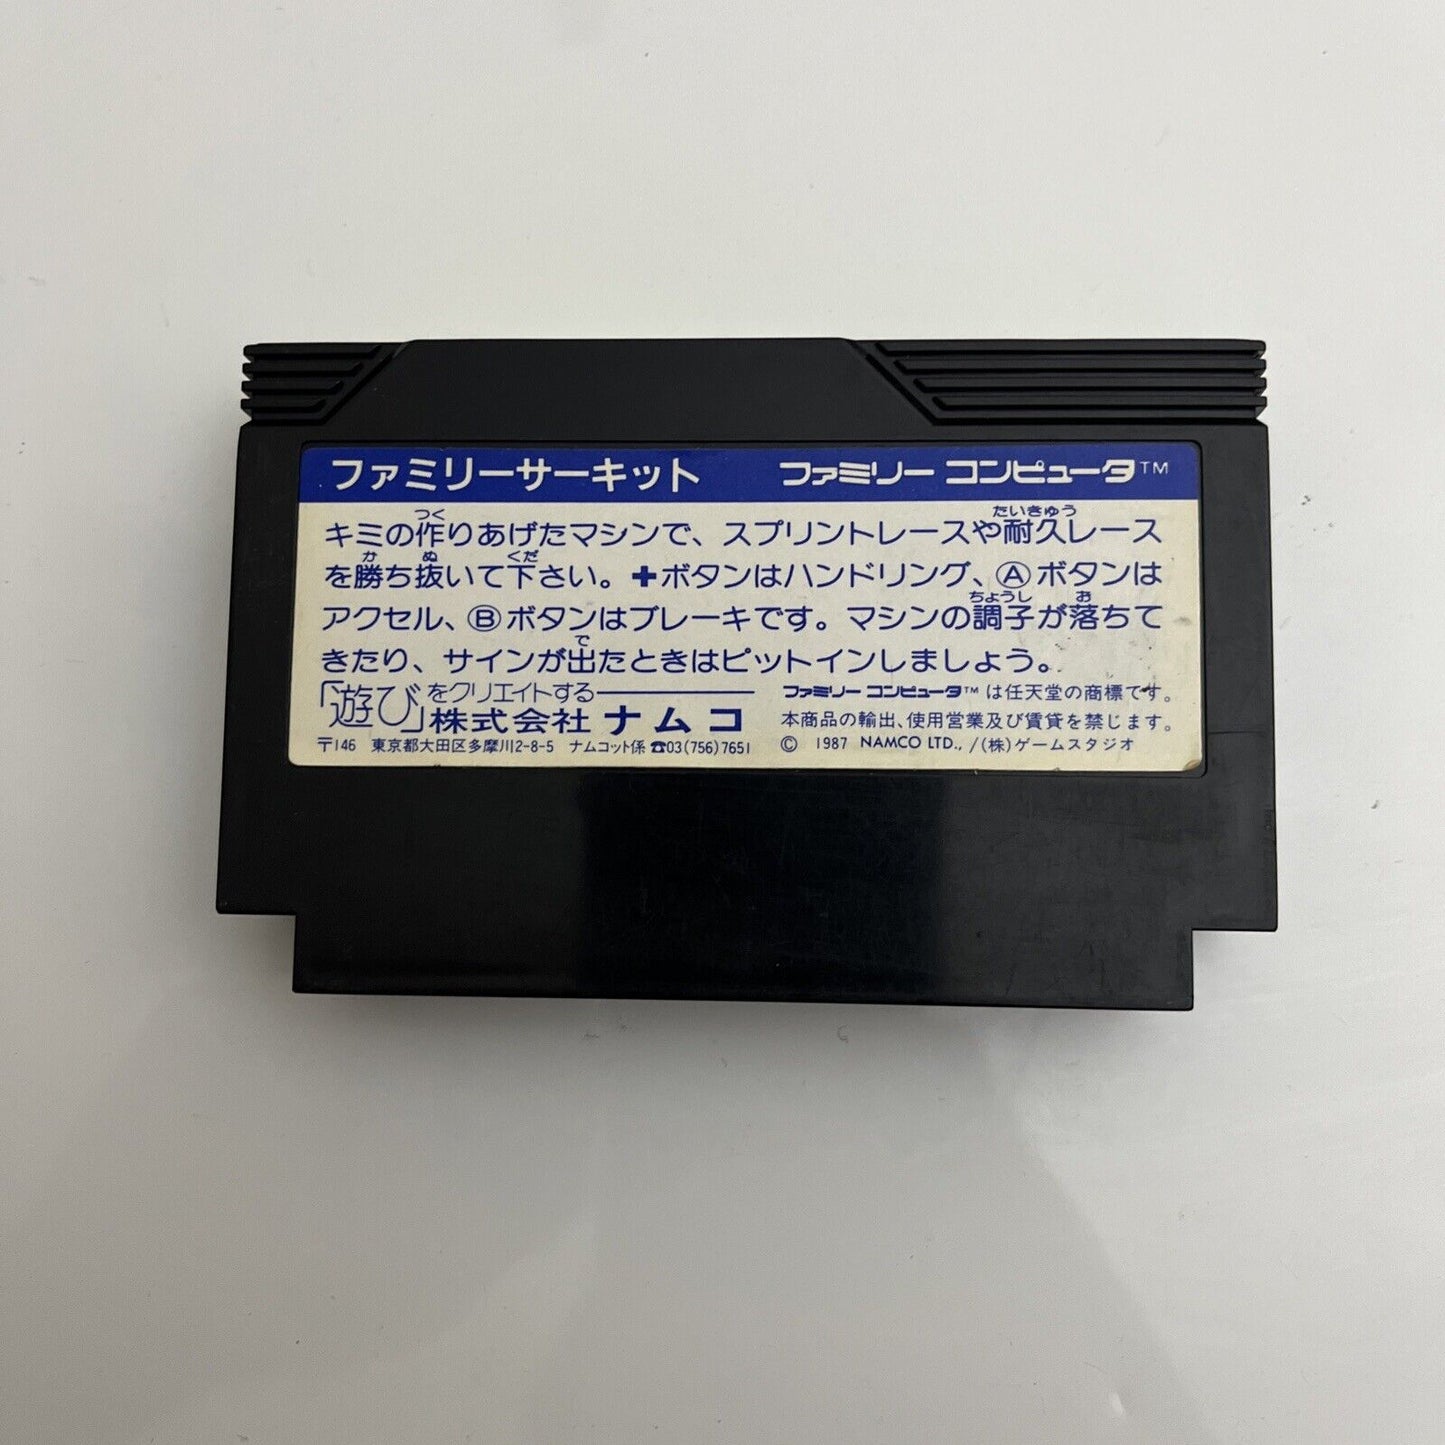 ファミリーサーキット ファミリー コンピュータ™
キミの作りあげたマシンで、スプリントレースや耐久レース
を勝ち抜いて下さい。✚ボタンはハンドリング、Ⓐボタンは
アクセル、Ⓑボタンはブレーキです。マシンの調子が落ちて
きたり、サインが出たときはピットインしましょう。
つく
たいきゅう
か
ぬ
くだ
ちょうし
お
で
「遊び」をクリエイトする
株式会社ナムコ
〒146 東京都大田区多摩川2-8-5 ナムコット係 ☎03(756)7651
ファミリー コンピュータ™は任天堂の商標です。
本商品の輸出、使用営業及び賃貸を禁じます。
© 1987 NAMCO LTD., /(株)ゲームスタジオ